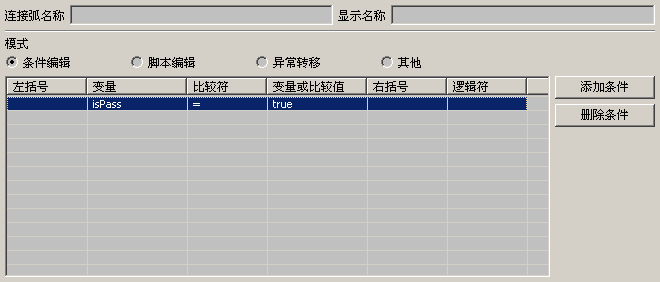 连接弧名称 显示名称
模式
条件编辑 脚本编辑 异常转移 其他
左括号 变量 比较符 变量或比较值 右括号 逻辑符 添加条件
isPass = true
删除条件